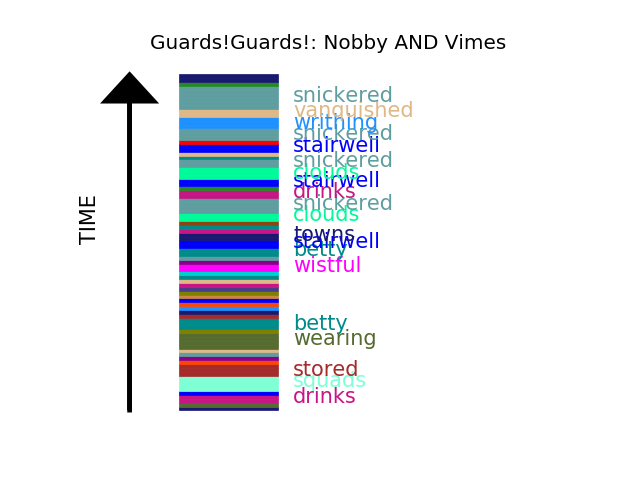 Guards!Guards!: Nobby AND Vimes
TIME
snickered
vanquished
writhing
snickered
stairwell
snickered
clouds
stairwell
drinks
snickered
clouds
towns
stairwell
betty
wistful
betty
wearing
stored
squads
drinks